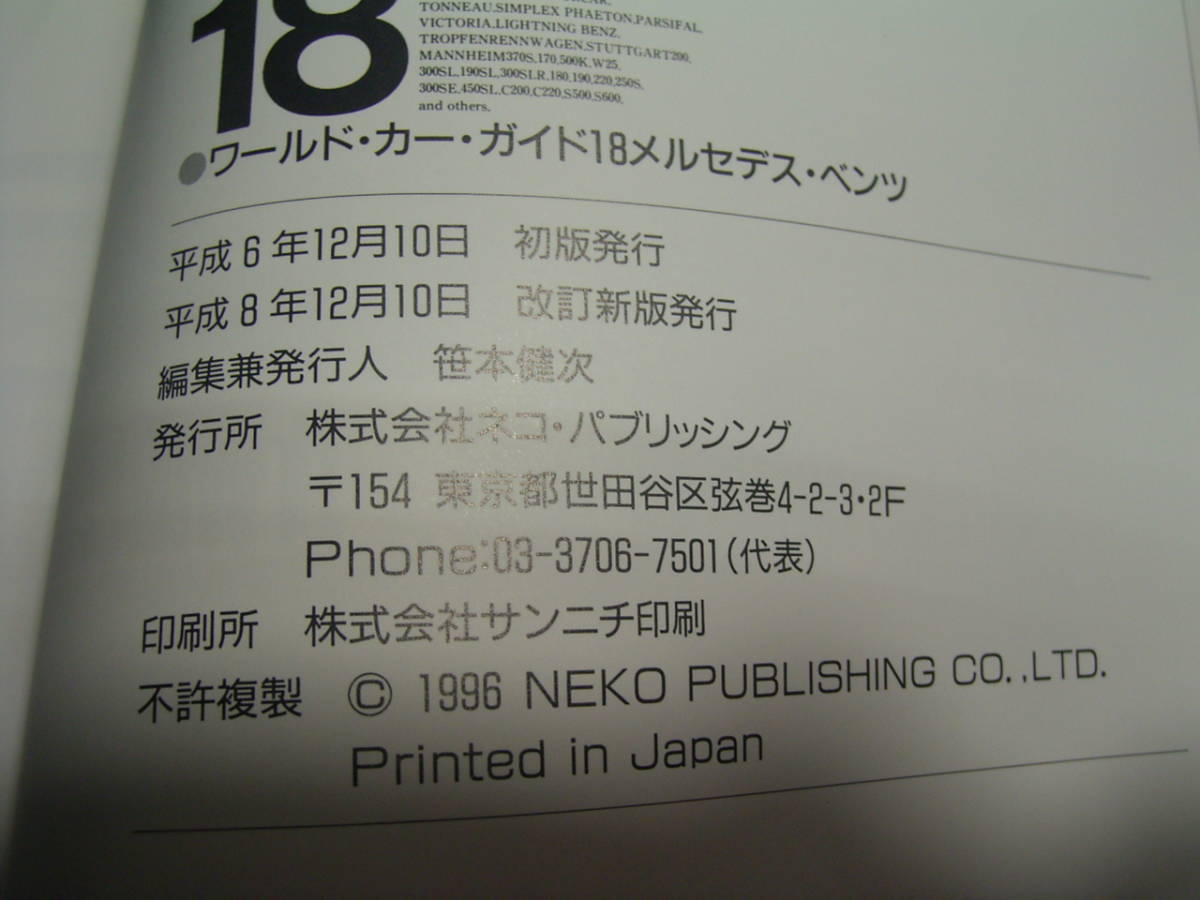 18
TONNEAU.SIMPLEX PHAETON.PARSIFAL.
VICTORIA.LIGHTNING BENZ.
TROPFENRENNWAGEN.STUTTGART200.
MANNHEIM370S.170.500K.W25.
300SL.190SL.300SLR.180.190.220.250S.
300SE.450SL.C200.C220.S500.S600.
and others.
●ワールド・カー・ガイド18メルセデス・ベンツ
平成6年12月10日 初版発行
平成8年12月10日 改訂新版発行
編集兼発行人 笹本健次
発行所 株式会社ネコ・パブリッシング
〒154 東京都世田谷区弦巻4-2-3・2F
Phone:03-3706-7501(代表)
印刷所 株式会社サンニチ印刷
不許複製 © 1996 NEKO PUBLISHING CO.,LTD.
Printed in Japan